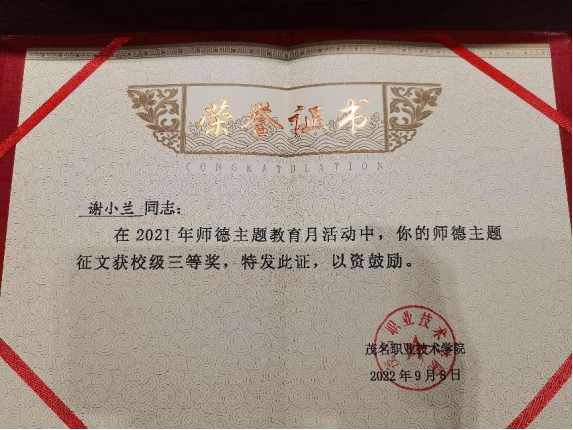 荣誉证书
CONGRATULATION
谢小兰 同志:
在 2021 年师德主题教育月活动中，你的师德主题
征文获校级三等奖，特发此证，以资鼓励。
茂名职业技术学院
2022 年 9 月 8 日